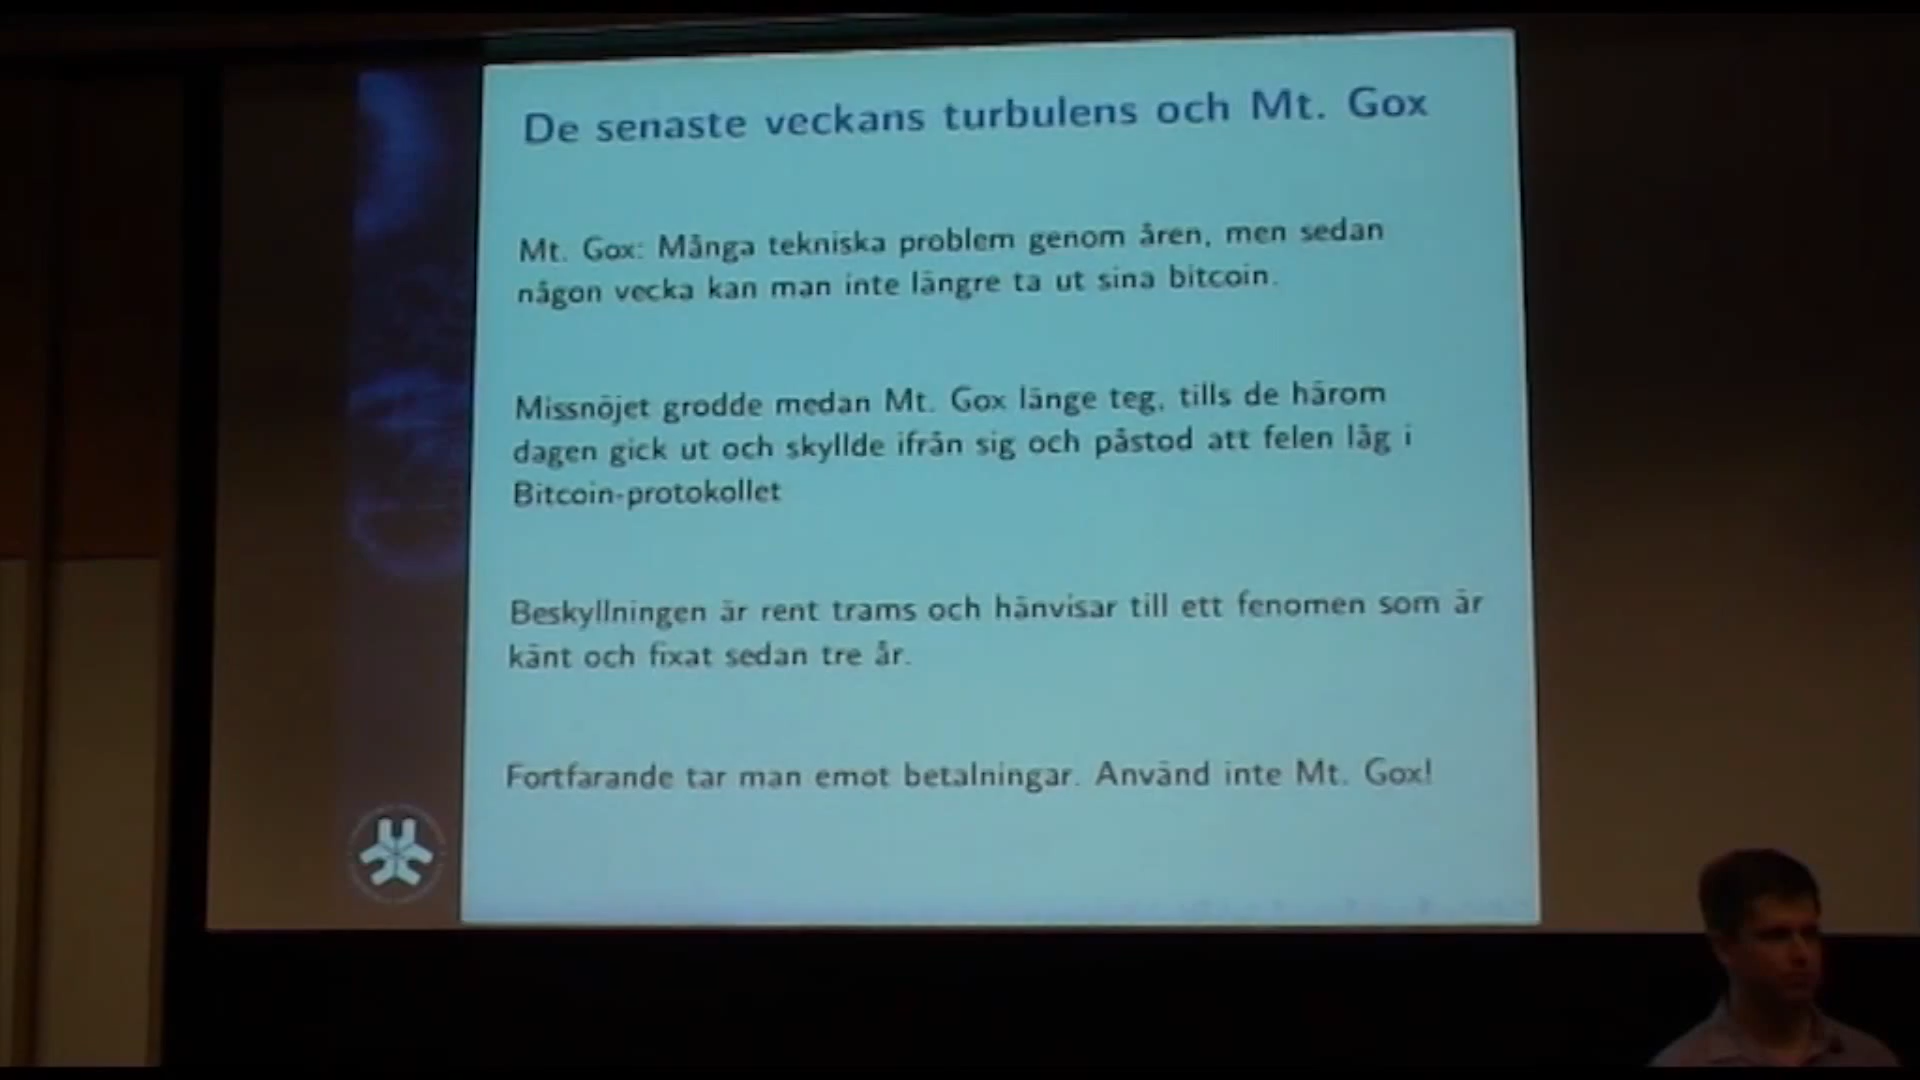 De senaste veckans turbulens och Mt. Gox
Mt. Gox: Många tekniska problem genom åren, men sedan
någon vecka kan man inte längre ta ut sina bitcoin.
Missnöjet grodde medan Mt. Gox länge teg, tills de härom
dagen gick ut och skyllde ifrån sig och påstod att felen låg i
Bitcoin-protokollet
Beskyllningen är rent trams och hänvisar till ett fenomen som är
känt och fixat sedan tre år.
Fortfarande tar man emot betalningar. Använd inte Mt. Gox!